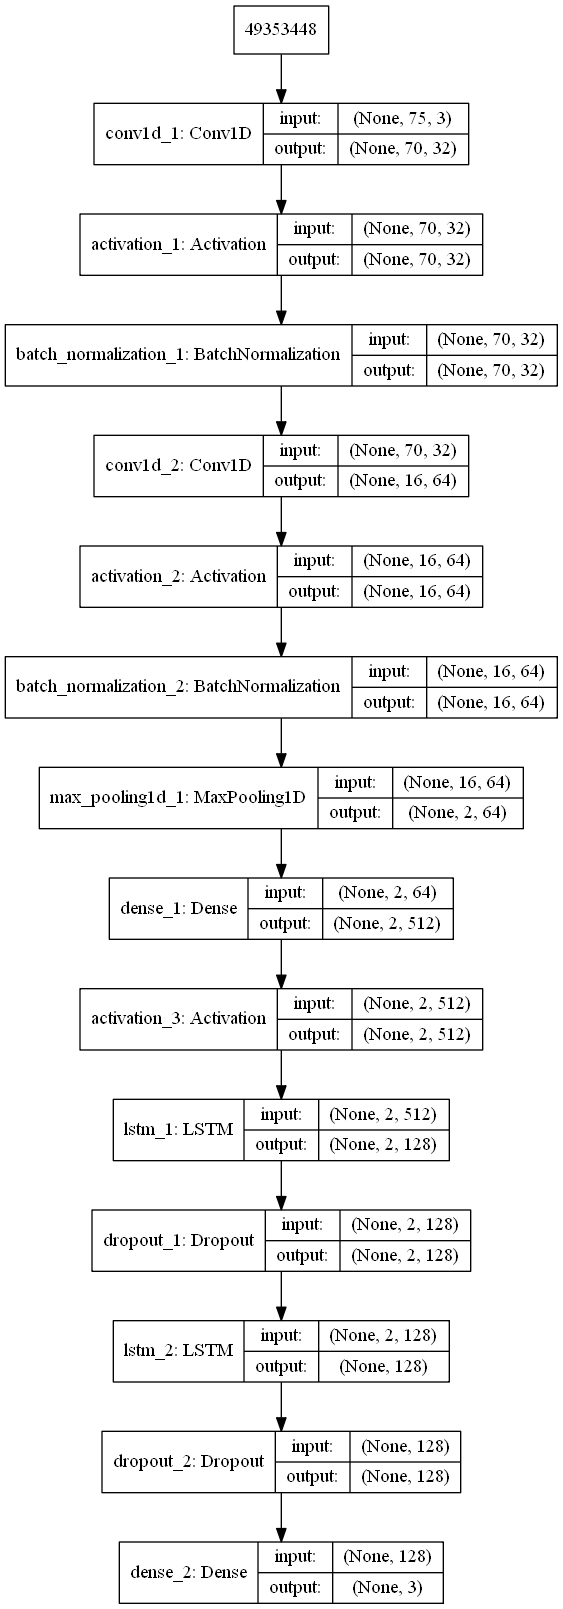 49353448
conv1d_1: Conv1D
input: (None, 75, 3)
output: (None, 70, 32)
activation_1: Activation
input: (None, 70, 32)
output: (None, 70, 32)
batch_normalization_1: BatchNormalization
input: (None, 70, 32)
output: (None, 70, 32)
conv1d_2: Conv1D
input: (None, 70, 32)
output: (None, 16, 64)
activation_2: Activation
input: (None, 16, 64)
output: (None, 16, 64)
batch_normalization_2: BatchNormalization
input: (None, 16, 64)
output: (None, 16, 64)
max_pooling1d_1: MaxPooling1D
input: (None, 16, 64)
output: (None, 2, 64)
dense_1: Dense
input: (None, 2, 64)
output: (None, 2, 512)
activation_3: Activation
input: (None, 2, 512)
output: (None, 2, 512)
lstm_1: LSTM
input: (None, 2, 512)
output: (None, 2, 128)
dropout_1: Dropout
input: (None, 2, 128)
output: (None, 2, 128)
lstm_2: LSTM
input: (None, 2, 128)
output: (None, 128)
dropout_2: Dropout
input: (None, 128)
output: (None, 128)
dense_2: Dense
input: (None, 128)
output: (None, 3)